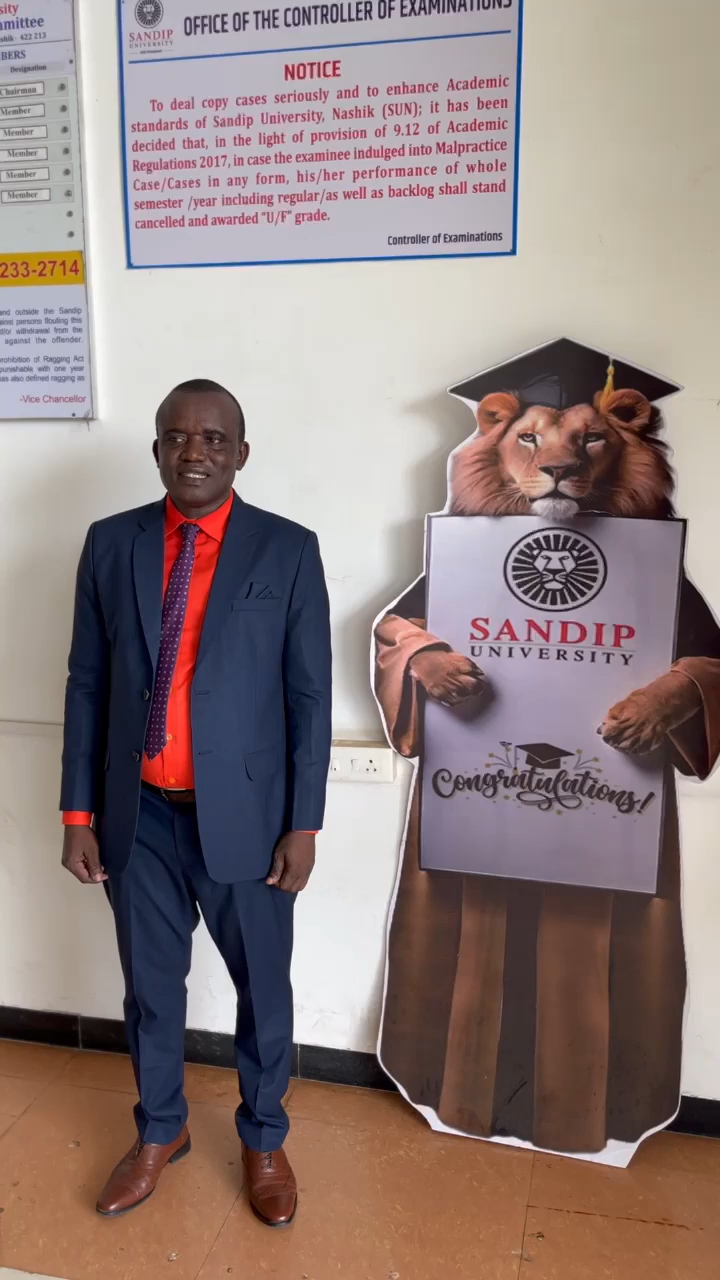 sity
mmittee
shik- 422 213
BERS
Designation
Chairman
Member
Member
Member
Member
Member
233-2714
and outside the Sandip
persons flouting this
d/or withdrawal from the
against the offender.
rohibition of Ragging Act
punishable with one year
has also defined ragging as
-Vice Chancellor
SANDIP
UNIVERSITY
OFFICE OF THE CONTROLLER OF EXAMINATIONS
NOTICE
To deal copy cases seriously and to enhance Academic
standards of Sandip University, Nashik (SUN); it has been
decided that, in the light of provision of 9.12 of Academic
Regulations 2017, in case the examinee indulged into Malpractice
Case/Cases in any form, his/her performance of whole
semester /year including regular/as well as backlog shall stand
cancelled and awarded "U/F" grade.
Controller of Examinations
SANDIP
UNIVERSITY
Congratulations!